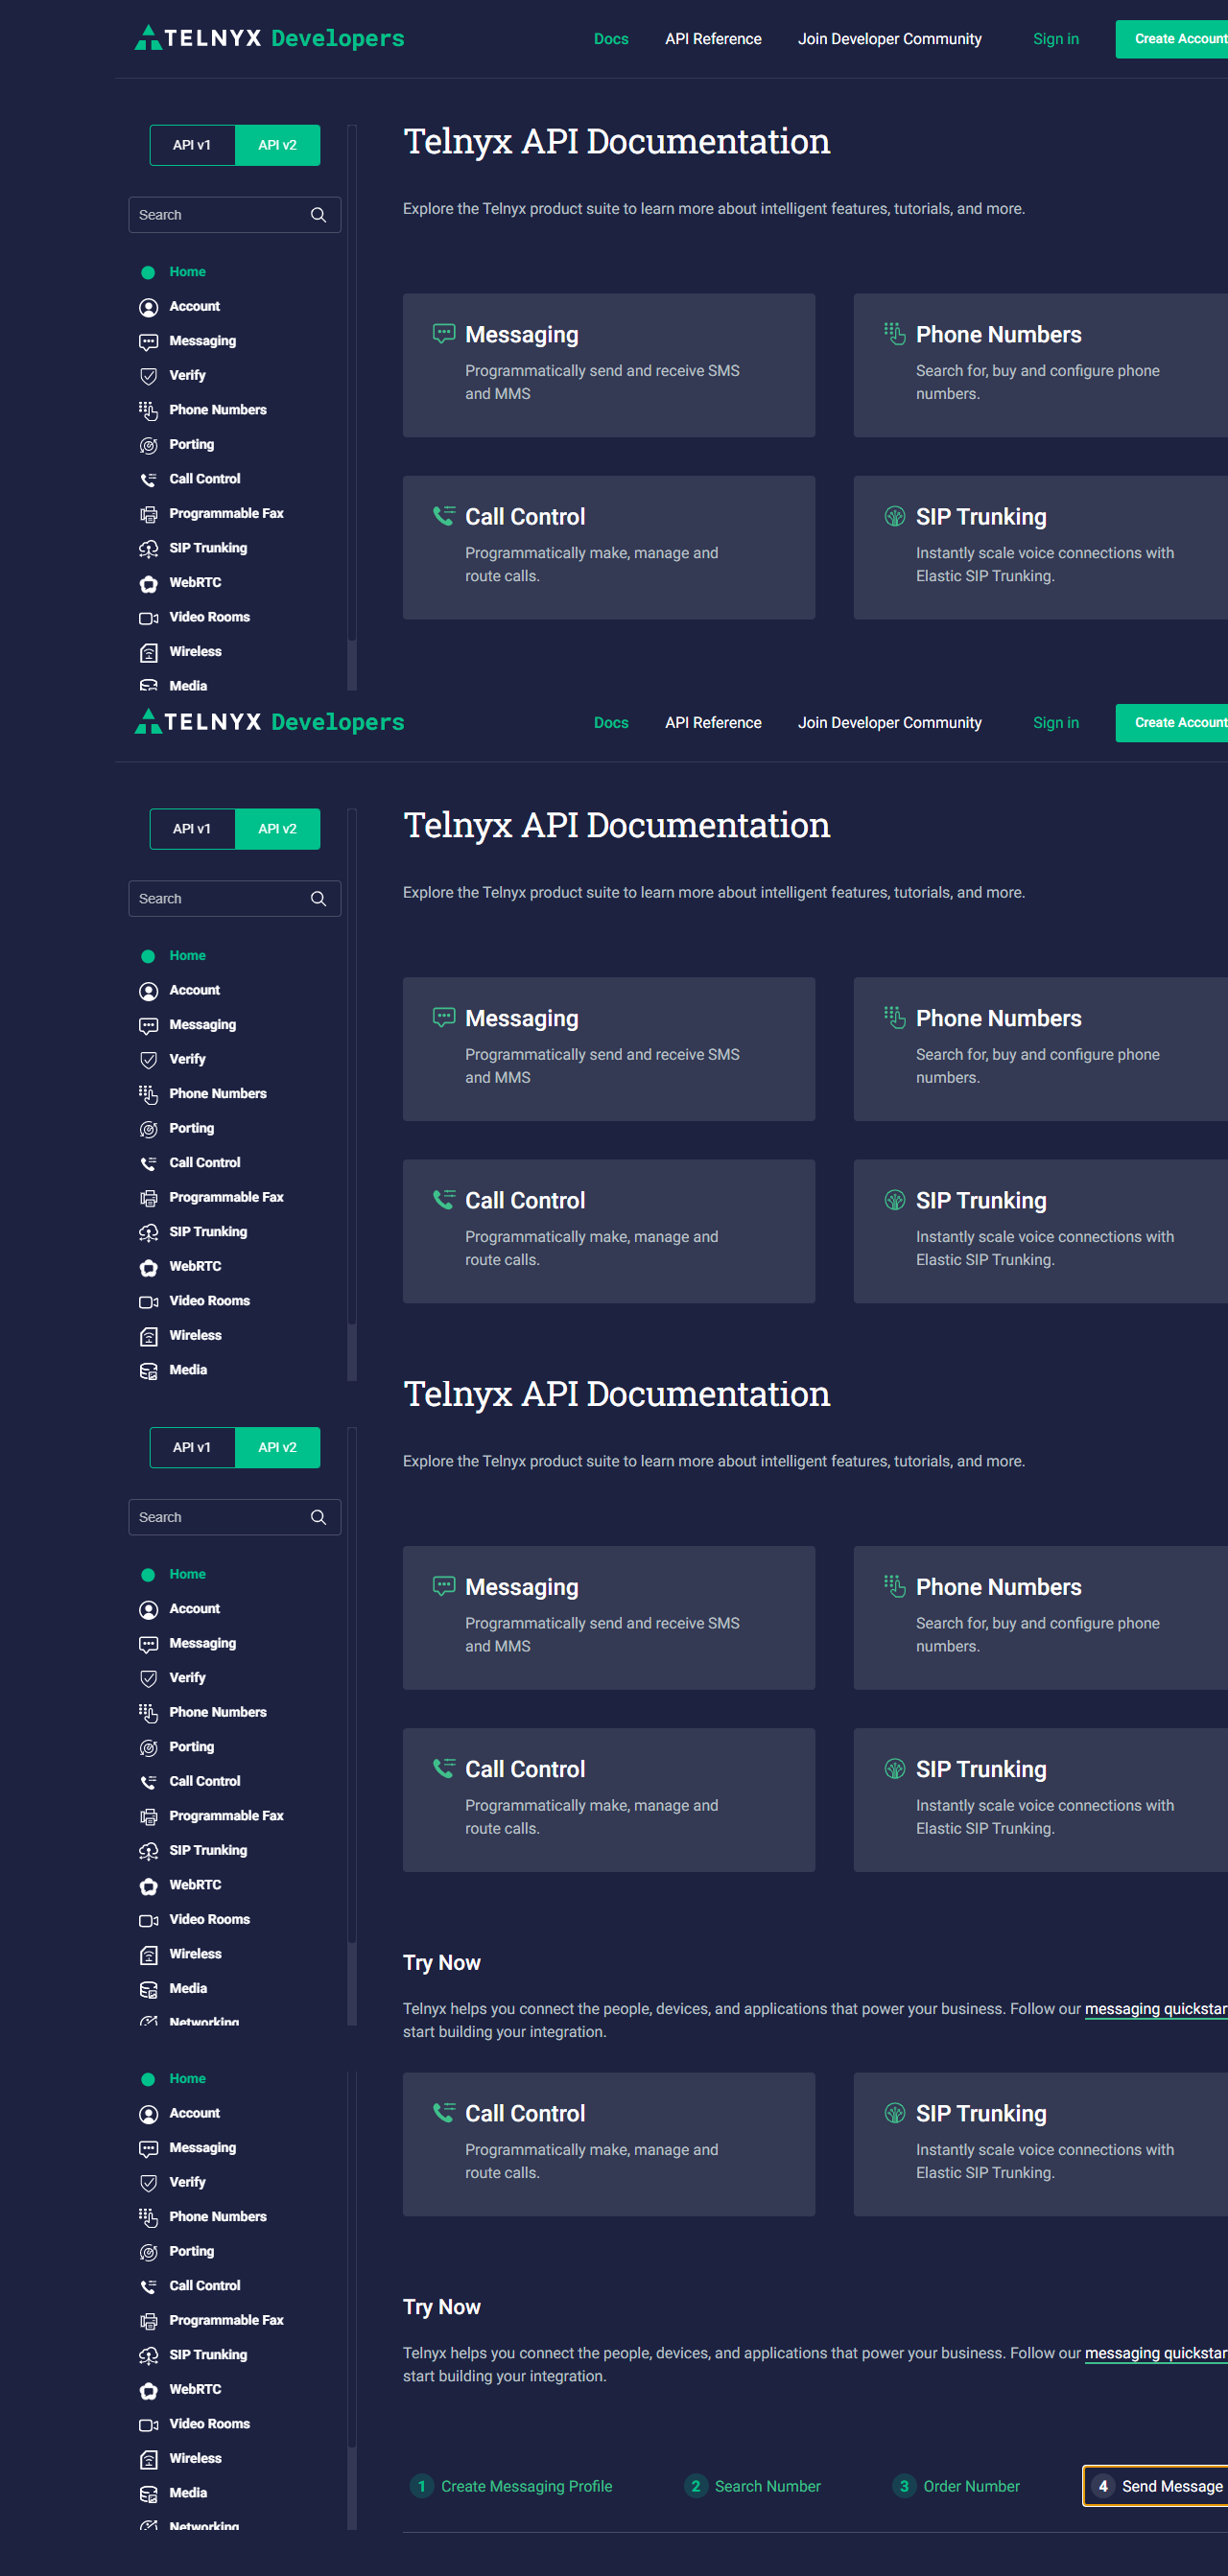 TELNYX Developers
Docs
API Reference
Join Developer Community
Sign in
Create Account
API v1
API v2
Search
Home
Account
Messaging
Verify
Phone Numbers
Porting
Call Control
Programmable Fax
SIP Trunking
WebRTC
Video Rooms
Wireless
Media
Telnyx API Documentation
Explore the Telnyx product suite to learn more about intelligent features, tutorials, and more.
Messaging
Programmatically send and receive SMS
and MMS
Phone Numbers
Search for, buy and configure phone
numbers.
Call Control
Programmatically make, manage and
route calls.
SIP Trunking
Instantly scale voice connections with
Elastic SIP Trunking.
TELNYX Developers
Docs
API Reference
Join Developer Community
Sign in
Create Account
API v1
API v2
Search
Home
Account
Messaging
Verify
Phone Numbers
Porting
Call Control
Programmable Fax
SIP Trunking
WebRTC
Video Rooms
Wireless
Media
Telnyx API Documentation
Explore the Telnyx product suite to learn more about intelligent features, tutorials, and more.
Messaging
Programmatically send and receive SMS
and MMS
Phone Numbers
Search for, buy and configure phone
numbers.
Call Control
Programmatically make, manage and
route calls.
SIP Trunking
Instantly scale voice connections with
Elastic SIP Trunking.
API v1
API v2
Search
Home
Account
Messaging
Verify
Phone Numbers
Porting
Call Control
Programmable Fax
SIP Trunking
WebRTC
Video Rooms
Wireless
Media
Networking
Telnyx API Documentation
Explore the Telnyx product suite to learn more about intelligent features, tutorials, and more.
Messaging
Programmatically send and receive SMS
and MMS
Phone Numbers
Search for, buy and configure phone
numbers.
Call Control
Programmatically make, manage and
route calls.
SIP Trunking
Instantly scale voice connections with
Elastic SIP Trunking.
Try Now
Telnyx helps you connect the people, devices, and applications that power your business. Follow our messaging quickstar
start building your integration.
Home
Account
Messaging
Verify
Phone Numbers
Porting
Call Control
Programmable Fax
SIP Trunking
WebRTC
Video Rooms
Wireless
Media
Networking
Call Control
Programmatically make, manage and
route calls.
SIP Trunking
Instantly scale voice connections with
Elastic SIP Trunking.
Try Now
Telnyx helps you connect the people, devices, and applications that power your business. Follow our messaging quickstar
start building your integration.
1 Create Messaging Profile
2 Search Number
3 Order Number
4 Send Message